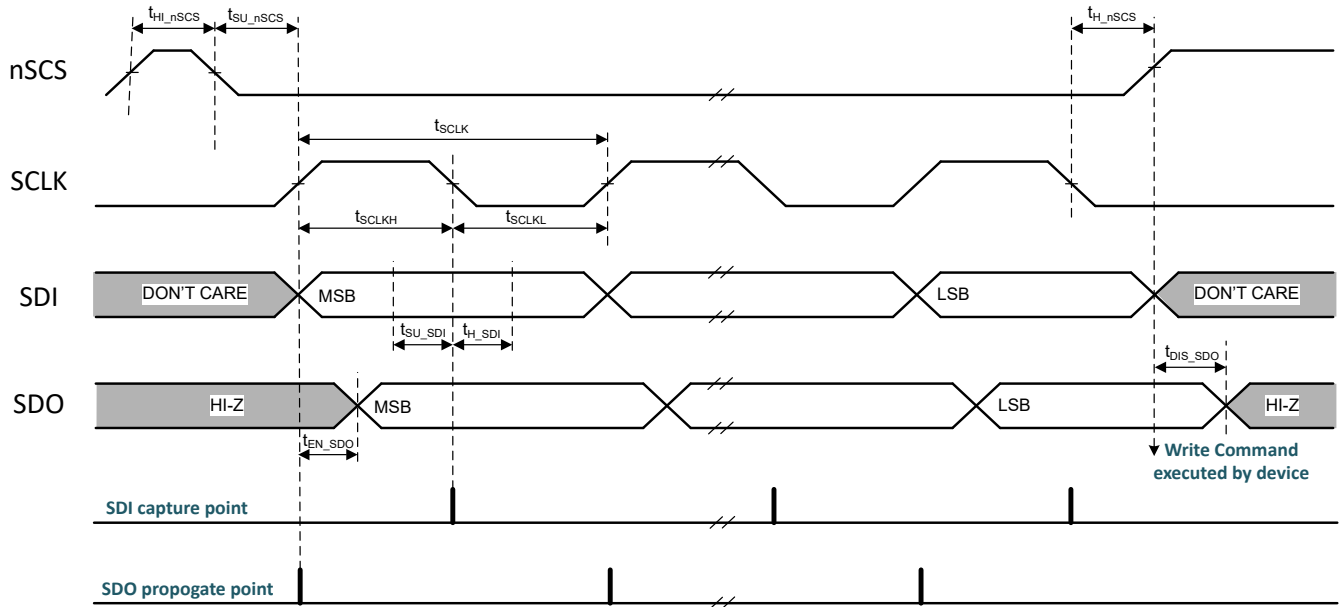 tHI_nSCS
tSU_nSCS
tH_nSCS
nSCS
tSCLK
SCLK
tSCLKH
tSCLKL
SDI
DON'T CARE
MSB
LSB
DON'T CARE
tSU_SDI
tH_SDI
tDIS_SDO
SDO
HI-Z
MSB
LSB
HI-Z
tEN_SDO
Write Command
executed by device
SDI capture point
SDO propogate point